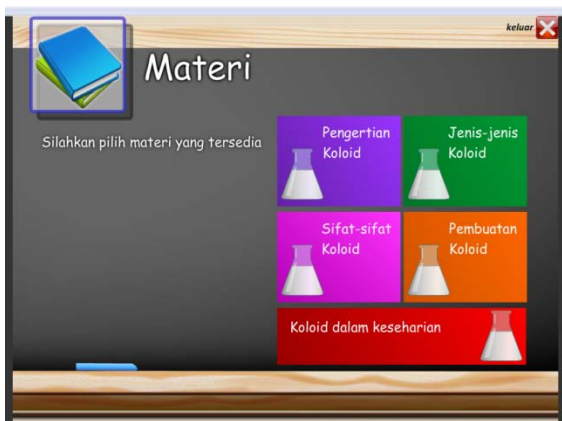 keluar
Materi
Silahkan pilih materi yang tersedia
Pengertian
Koloid
Jenis-jenis
Koloid
Sifat-sifat
Koloid
Pembuatan
Koloid
Koloid dalam keseharian